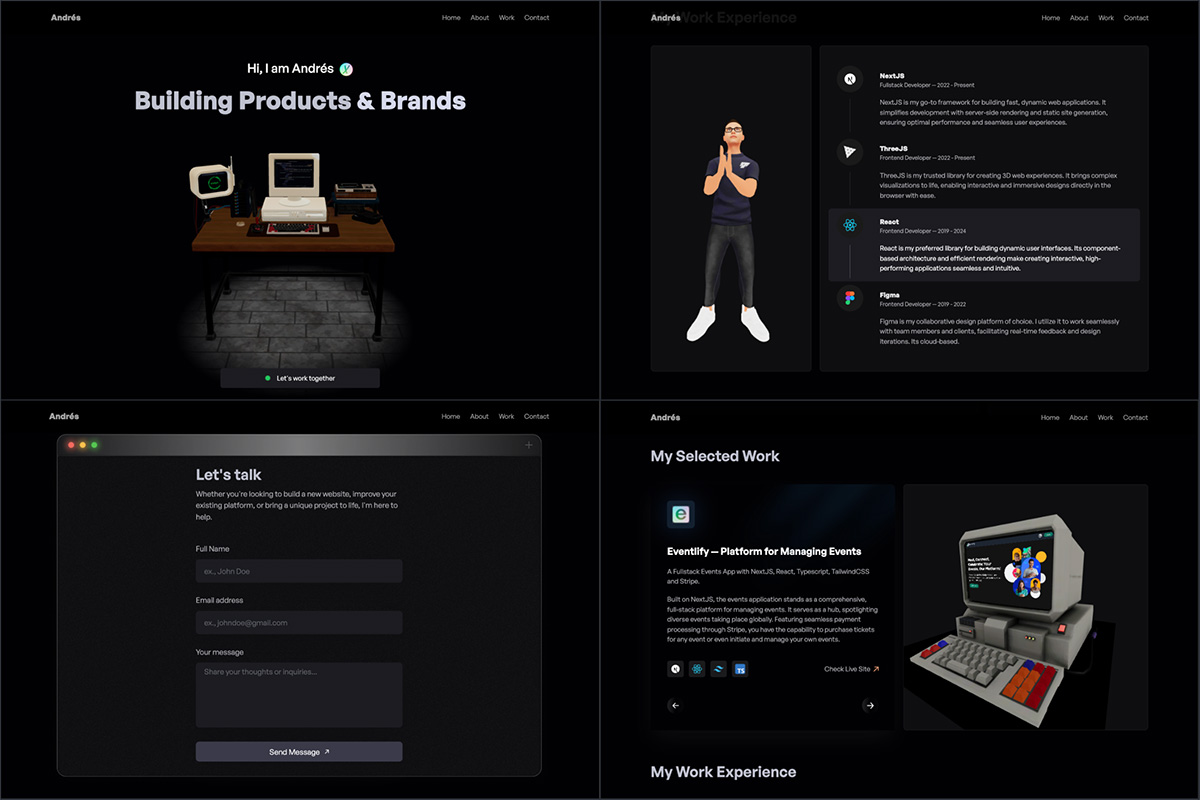 Andrés
Home About Work Contact
Hi, I am Andrés
Building Products & Brands
Let's work together
Andrés
My Work Experience
Home About Work Contact
NextJS
Fullstack Developer — 2022 - Present
NextJS is my go-to framework for building fast, dynamic web applications. It
simplifies development with server-side rendering and static site generation,
ensuring optimal performance and seamless user experiences.
ThreeJS
Frontend Developer — 2022 - Present
ThreeJS is my trusted library for creating 3D web experiences. It brings complex
visualizations to life, enabling interactive and immersive designs directly in the
browser with ease.
React
Frontend Developer — 2019 - 2024
React is my preferred library for building dynamic user interfaces. Its component-
based architecture and efficient rendering make creating interactive, high-
performing applications seamless and intuitive.
Figma
Frontend Developer — 2019 - 2022
Figma is my collaborative design platform of choice. I utilize it to work seamlessly
with team members and clients, facilitating real-time feedback and design
iterations. Its cloud-based.
Andrés
Home About Work Contact
Let's talk
Whether you're looking to build a new website, improve your
existing platform, or bring a unique project to life, I'm here to
help.
Full Name
ex., John Doe
Email address
ex., johndoe@gmail.com
Your message
Share your thoughts or inquiries...
Send Message
Andrés
Home About Work Contact
My Selected Work
Eventlify — Platform for Managing Events
A Fullstack Events App with NextJS, React, Typescript, TailwindCSS
and Stripe.
Built on NextJS, the events application stands as a comprehensive,
full-stack platform for managing events. It serves as a hub, spotlighting
diverse events taking place globally. Featuring seamless payment
processing through Stripe, you have the capability to purchase tickets
for any event or even initiate and manage your own events.
TS
Check Live Site
My Work Experience